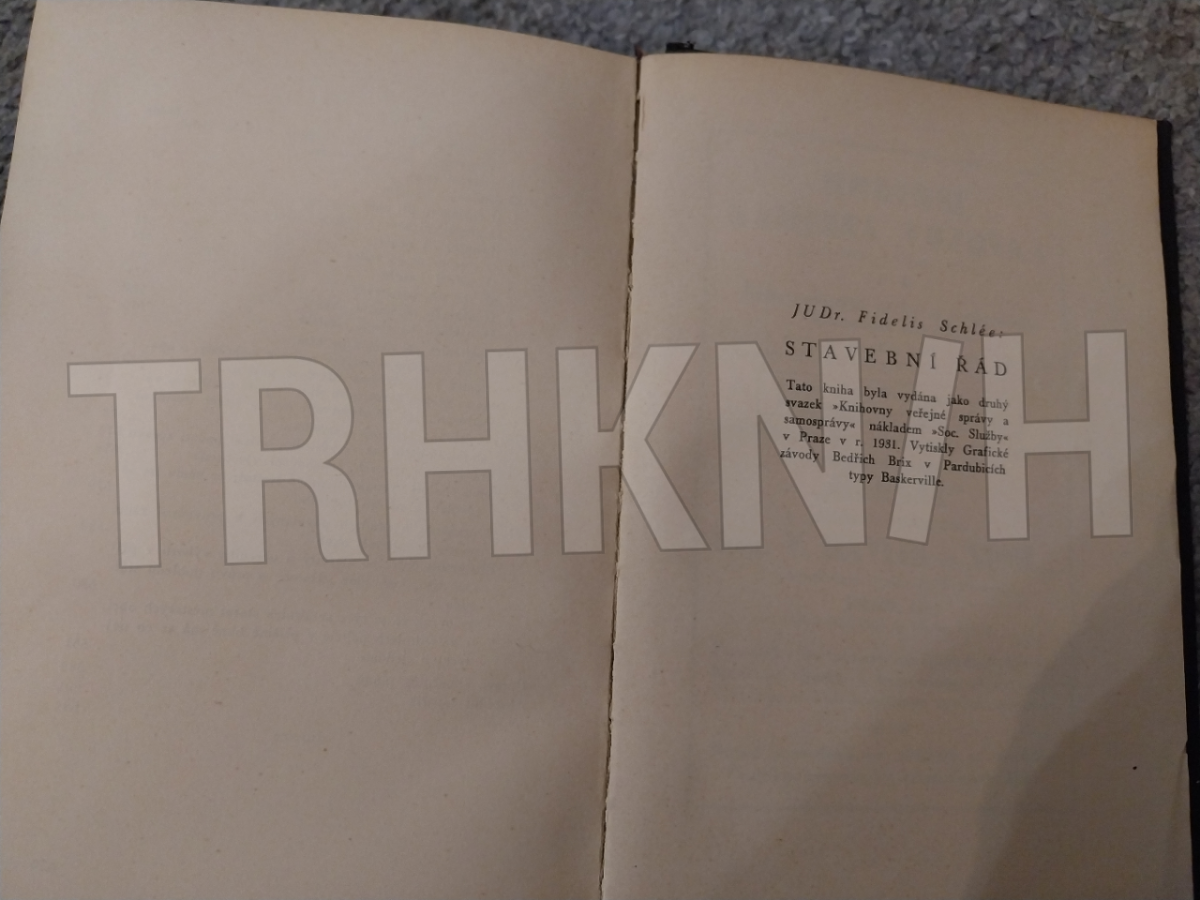 JUDr. Fidelis Schlée:
STAVEBNÍ ŘÁD
Tato kniha byla vydána jako druhý
svazek »Knihovny veřejné správy a
samosprávy« nákladem »Soc. Služby«
v Praze v r. 1931. Vytiskly Grafické
závody Bedřich Brix v Pardubicích
typy Baskerville.
TRHKN/H